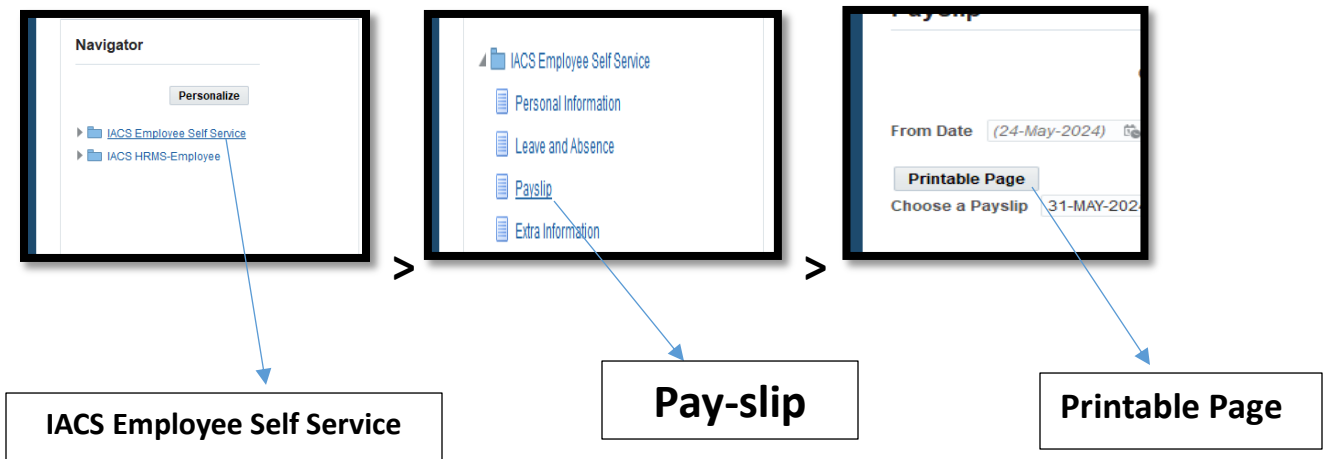 Navigator
Personalize
IACS Employee Self Service
IACS HRMS-Employee
>
IACS Employee Self Service
Personal Information
Leave and Absence
Payslip
Extra Information
>
Payslip
From Date (24-May-2024)
Printable Page
Choose a Payslip 31-MAY-202
IACS Employee Self Service
Pay-slip
Printable Page